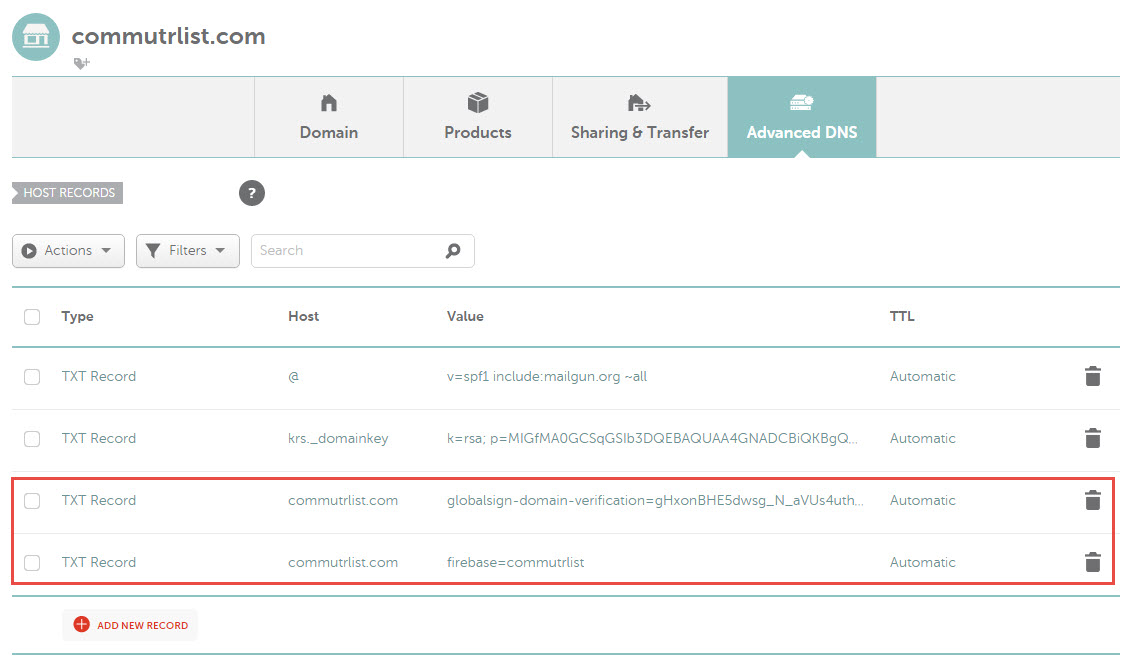 commutrlist.com
Domain
Products
Sharing & Transfer
Advanced DNS
HOST RECORDS
?
Actions
Filters
Search
Type Host Value TTL
TXT Record @ v=spf1 include:mailgun.org ~all Automatic
TXT Record krs._domainkey k=rsa; p=MIGfMA0GCSqGSIb3DQEBAQUAA4GNADCBiQKBgQ... Automatic
TXT Record commutrlist.com globalsign-domain-verification=gHxonBHE5dwsg_N_aVUs4uth... Automatic
TXT Record commutrlist.com firebase=commutrlist Automatic
ADD NEW RECORD